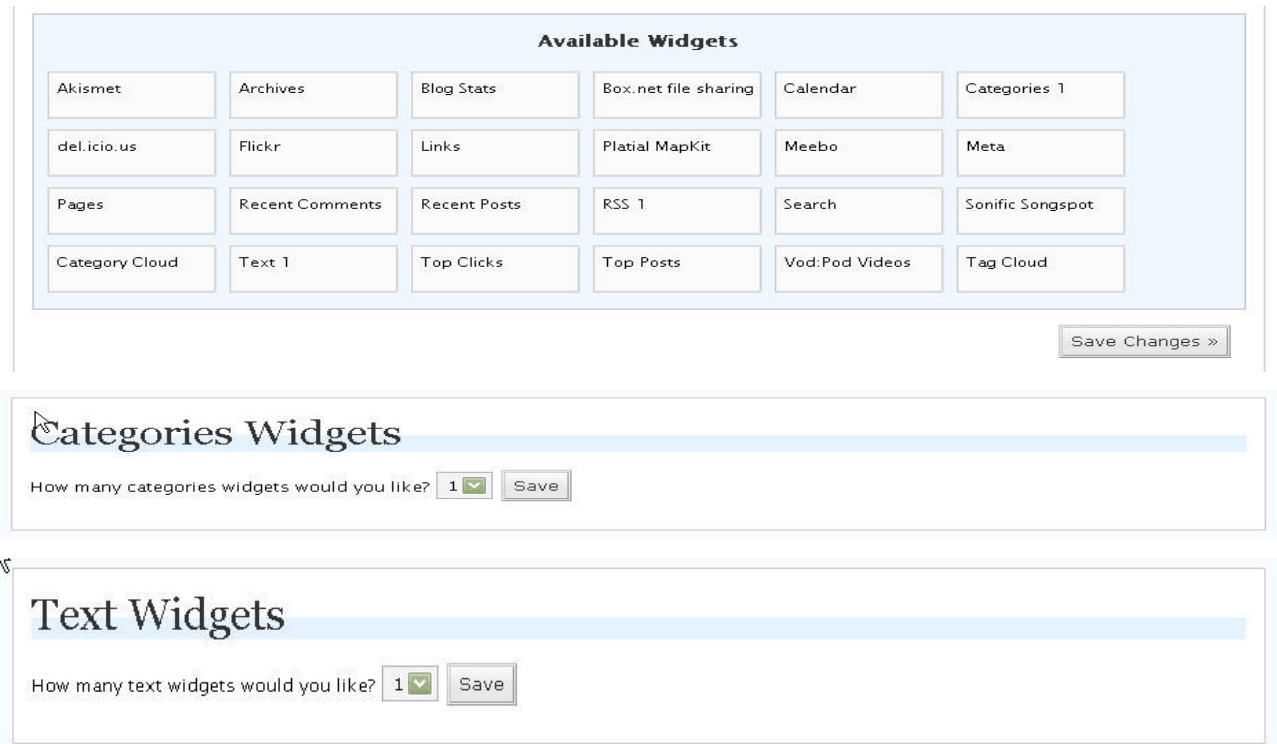 Available Widgets
Akismet Archives Blog Stats Box.net file sharing Calendar Categories 1
del.icio.us Flickr Links Platial MapKit Meebo Meta
Pages Recent Comments Recent Posts RSS 1 Search Sonific Songspot
Category Cloud Text 1 Top Clicks Top Posts Vod:Pod Videos Tag Cloud
Save Changes »
Categories Widgets
How many categories widgets would you like? 1 Save
Text Widgets
How many text widgets would you like? 1 Save